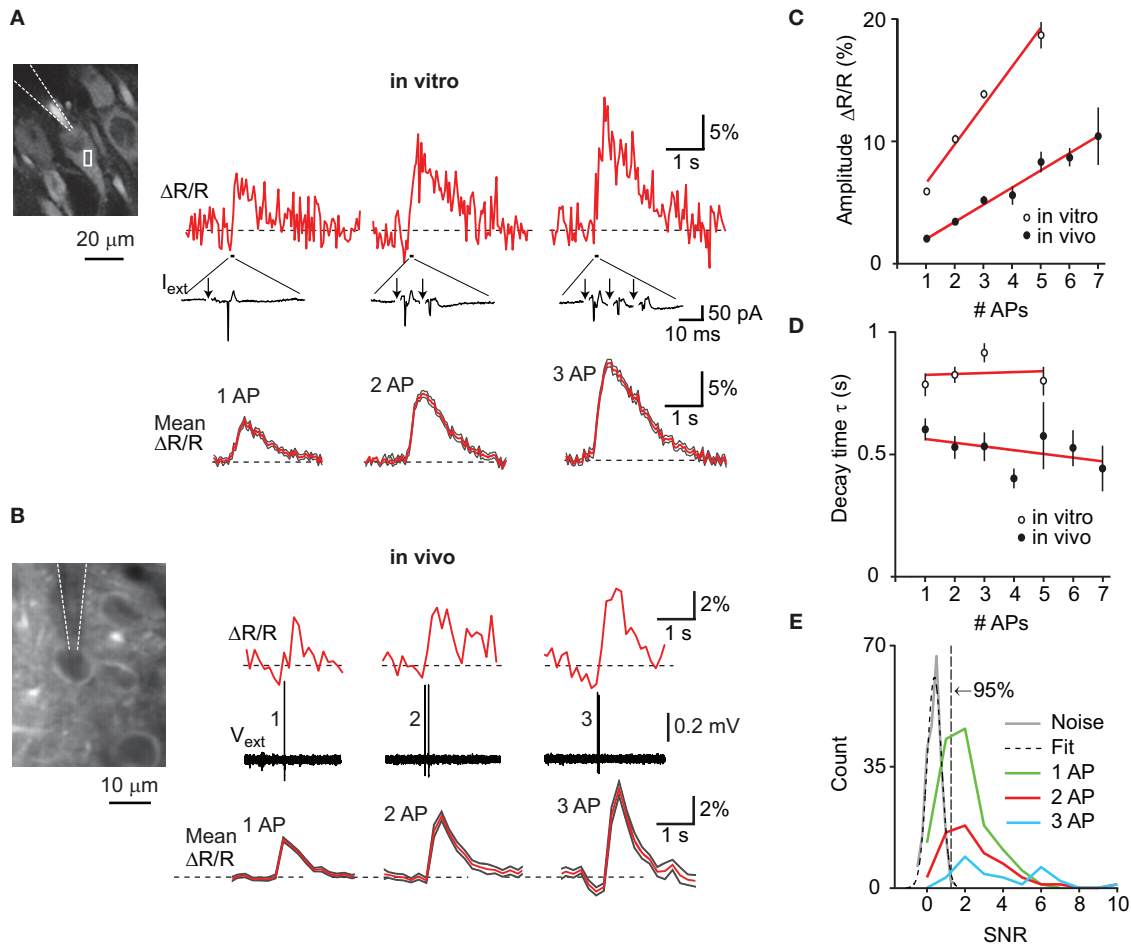 A
in vitro
5%
1 s
ΔR/R
20 µm
I ext
50 pA
10 ms
1 AP
2 AP
3 AP
5%
1 s
Mean
ΔR/R
B
in vivo
2%
1 s
ΔR/R
1
2
3
0.2 mV
V ext
10 µm
1 AP
2 AP
3 AP
2%
1 s
Mean
ΔR/R
C
20
10
0
Amplitude ΔR/R (%)
in vitro
in vivo
1 2 3 4 5 6 7
# APs
D
1
0.5
0
Decay time τ (s)
in vitro
in vivo
1 2 3 4 5 6 7
# APs
E
70
35
0
Count
←95%
Noise
Fit
1 AP
2 AP
3 AP
0 2 4 6 8 10
SNR